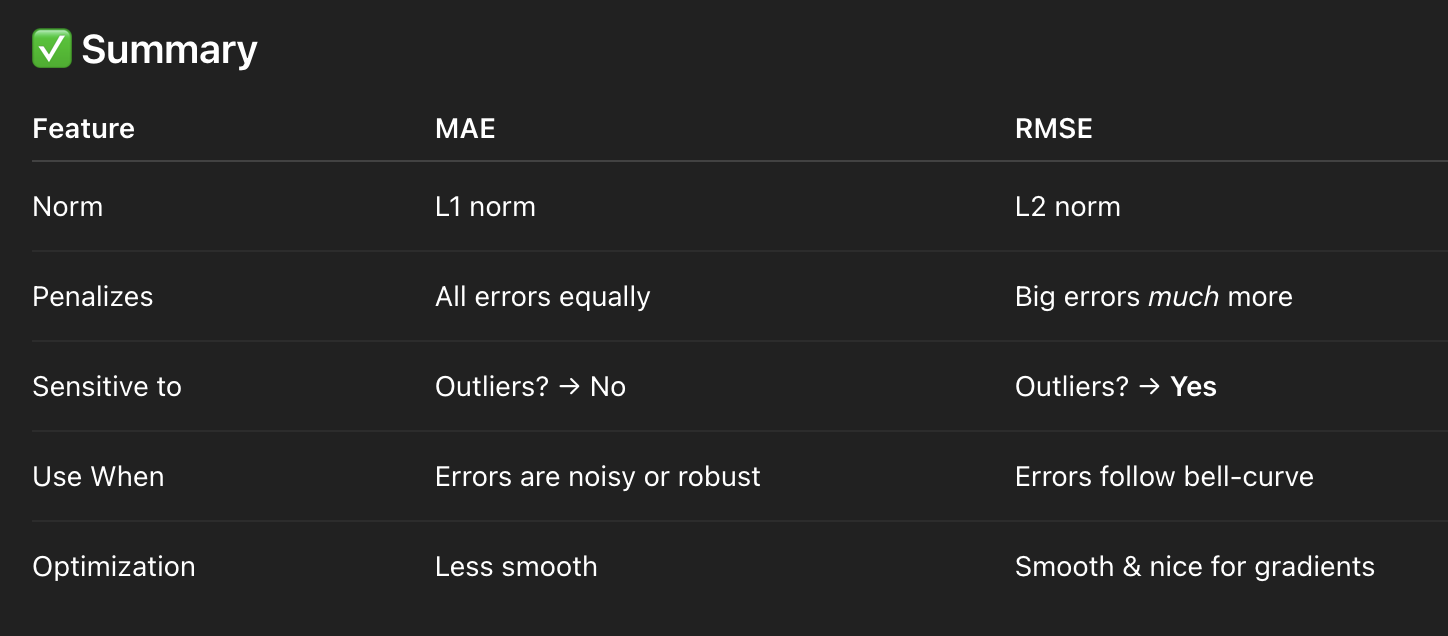 ✅ Summary
Feature MAE RMSE
Norm L1 norm L2 norm
Penalizes All errors equally Big errors much more
Sensitive to Outliers? → No Outliers? → Yes
Use When Errors are noisy or robust Errors follow bell-curve
Optimization Less smooth Smooth & nice for gradients